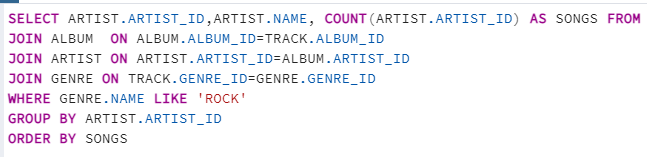 SELECT ARTIST.ARTIST_ID,ARTIST.NAME, COUNT(ARTIST.ARTIST_ID) AS SONGS FROM
JOIN ALBUM  ON ALBUM.ALBUM_ID=TRACK.ALBUM_ID
JOIN ARTIST ON ARTIST.ARTIST_ID=ALBUM.ARTIST_ID
JOIN GENRE ON TRACK.GENRE_ID=GENRE.GENRE_ID
WHERE GENRE.NAME LIKE 'ROCK'
GROUP BY ARTIST.ARTIST_ID
ORDER BY SONGS